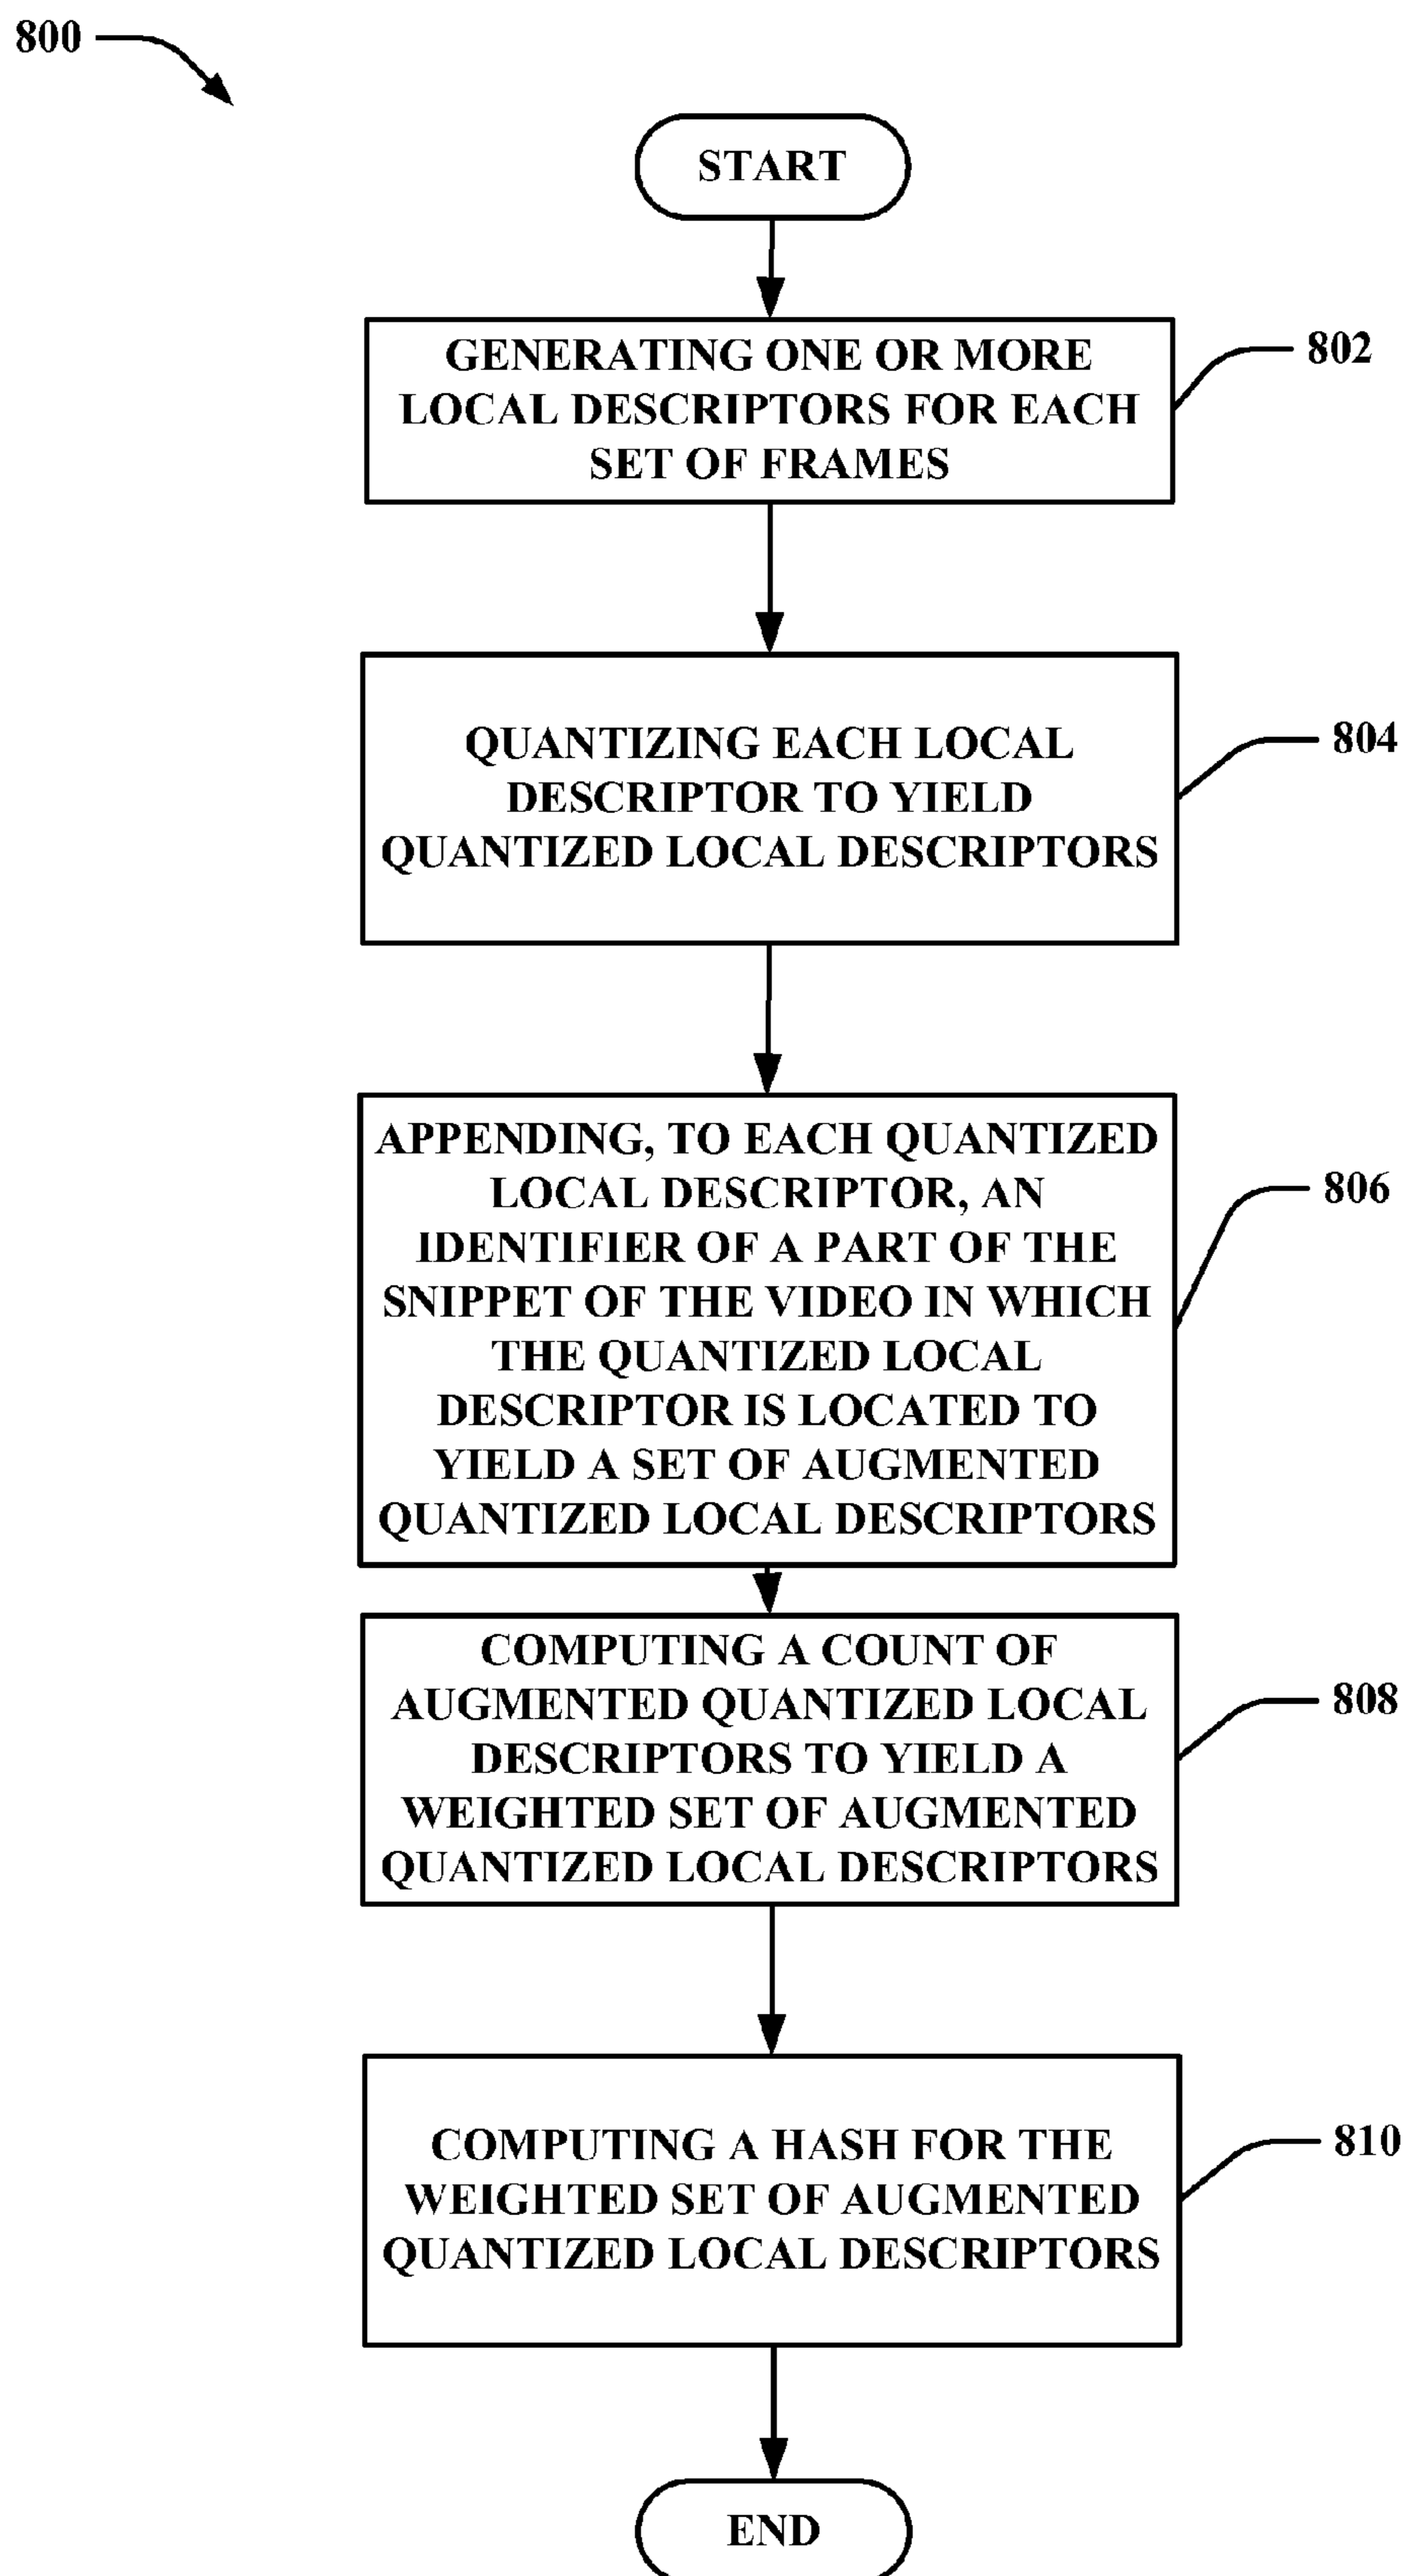 800
START
GENERATING ONE OR MORE
LOCAL DESCRIPTORS FOR EACH
SET OF FRAMES
802
QUANTIZING EACH LOCAL
DESCRIPTOR TO YIELD
QUANTIZED LOCAL DESCRIPTORS
804
APPENDING, TO EACH QUANTIZED
LOCAL DESCRIPTOR, AN
IDENTIFIER OF A PART OF THE
SNIPPET OF THE VIDEO IN WHICH
THE QUANTIZED LOCAL
DESCRIPTOR IS LOCATED TO
YIELD A SET OF AUGMENTED
QUANTIZED LOCAL DESCRIPTORS
806
COMPUTING A COUNT OF
AUGMENTED QUANTIZED LOCAL
DESCRIPTORS TO YIELD A
WEIGHTED SET OF AUGMENTED
QUANTIZED LOCAL DESCRIPTORS
808
COMPUTING A HASH FOR THE
WEIGHTED SET OF AUGMENTED
QUANTIZED LOCAL DESCRIPTORS
810
END